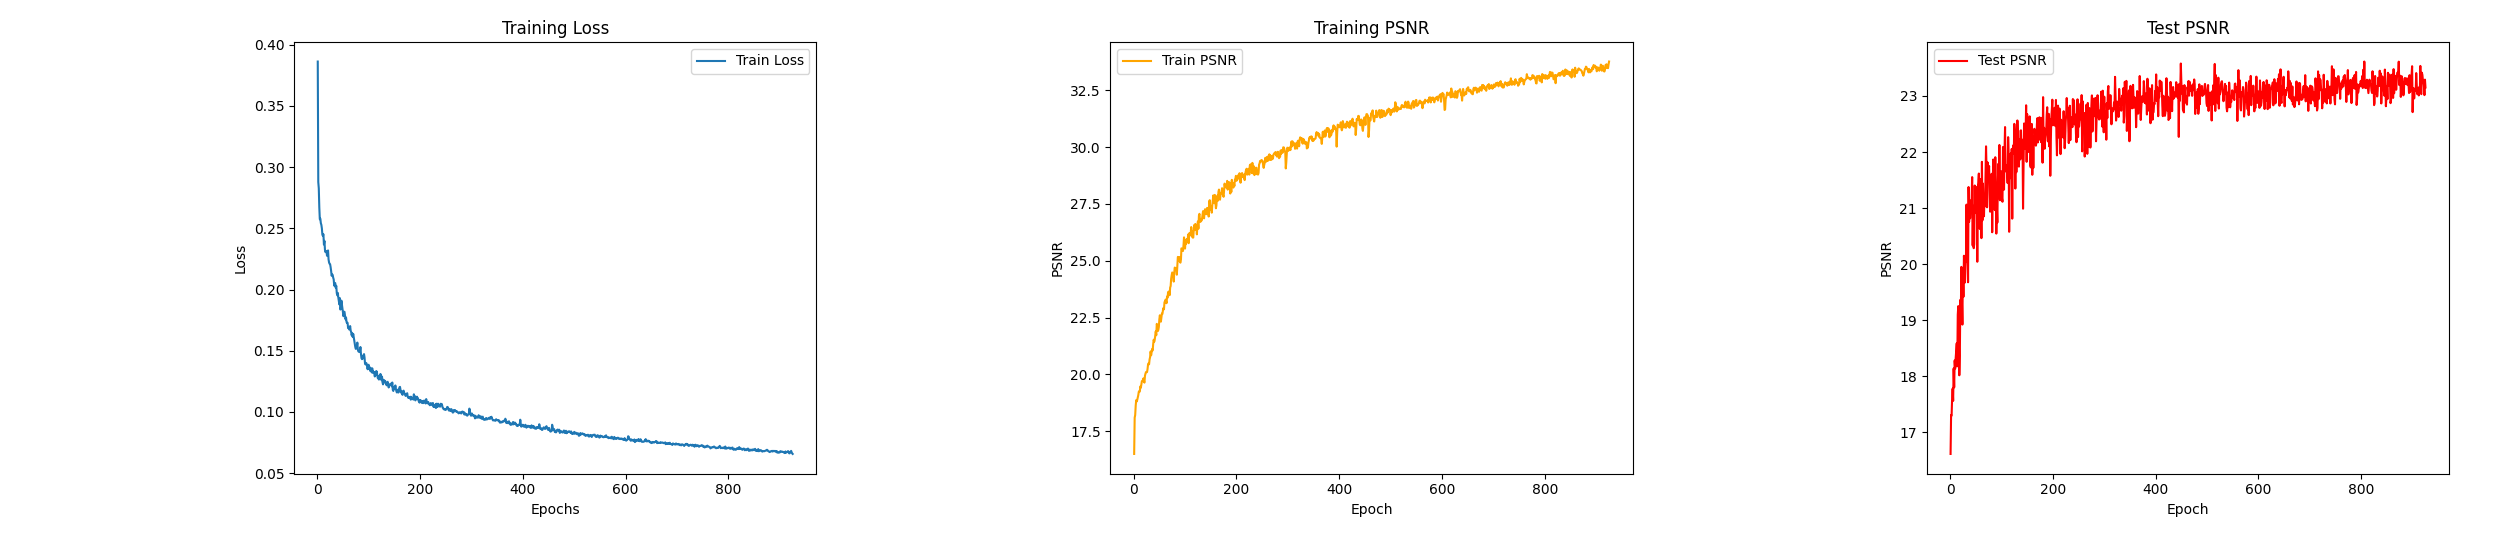 Training Loss
Train Loss
0.40
0.35
0.30
0.25
0.20
0.15
0.10
0.05
Loss
0 200 400 600 800
Epochs
Training PSNR
Train PSNR
32.5
30.0
27.5
25.0
22.5
20.0
17.5
PSNR
0 200 400 600 800
Epoch
Test PSNR
Test PSNR
23
22
21
20
19
18
17
PSNR
0 200 400 600 800
Epoch